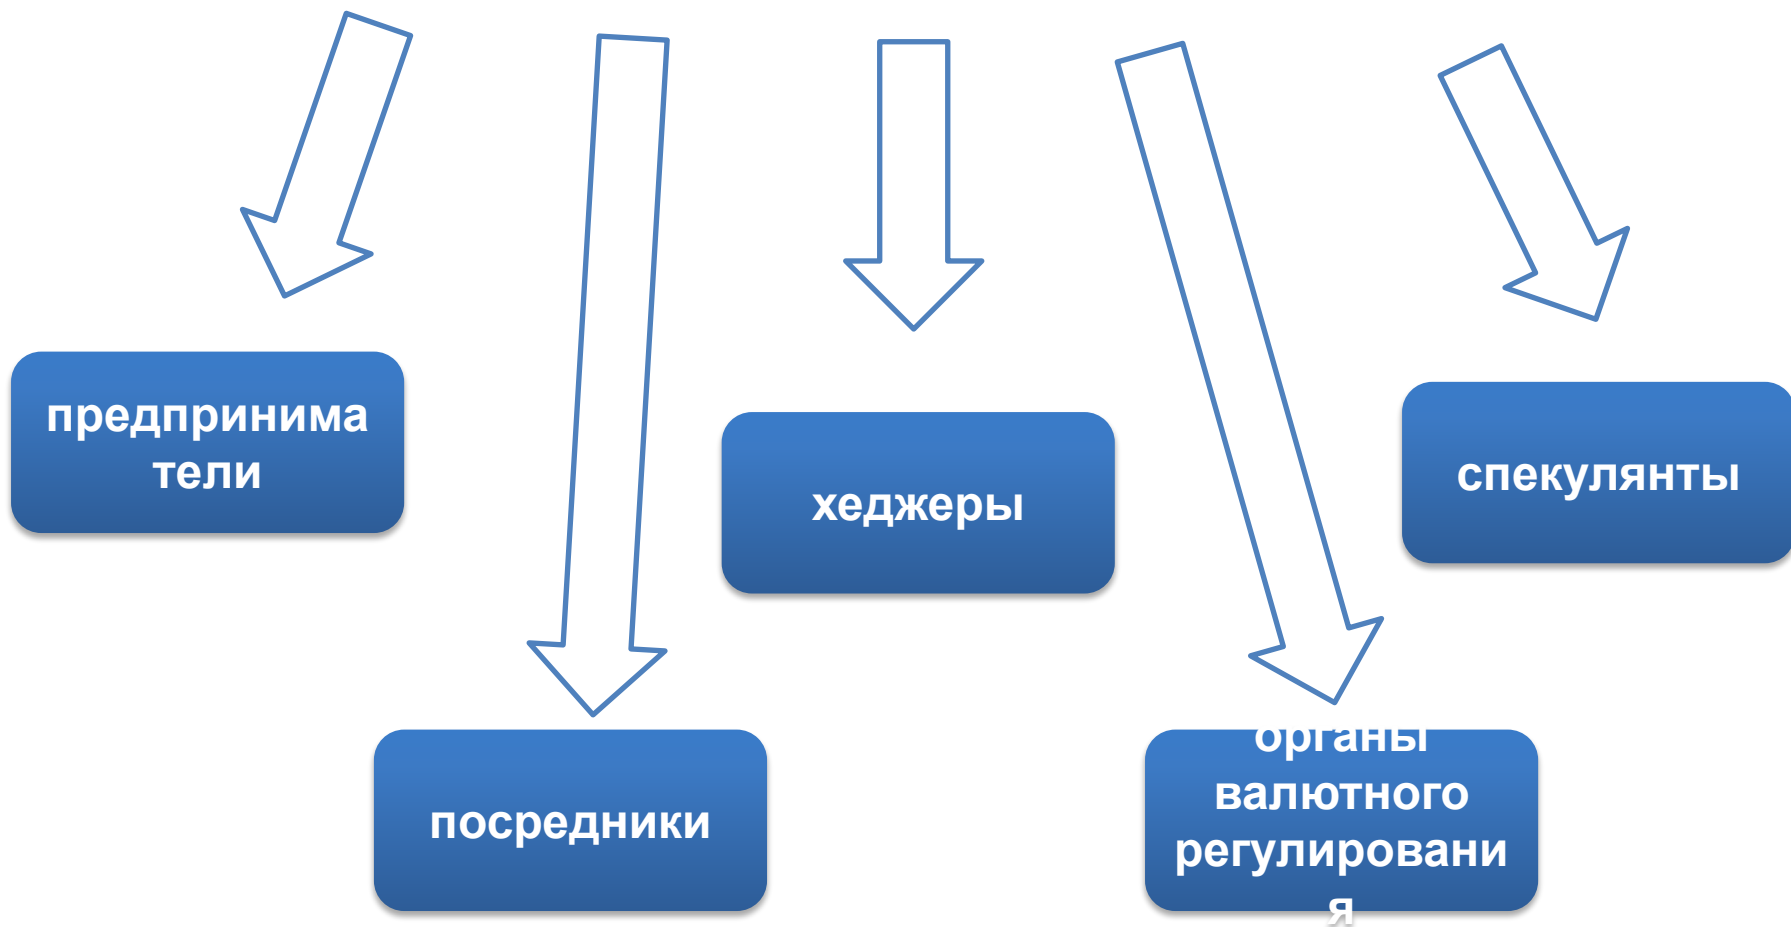 предпринима
тели
хеджеры
спекулянты
посредники
органы
валютного
регулировани
я